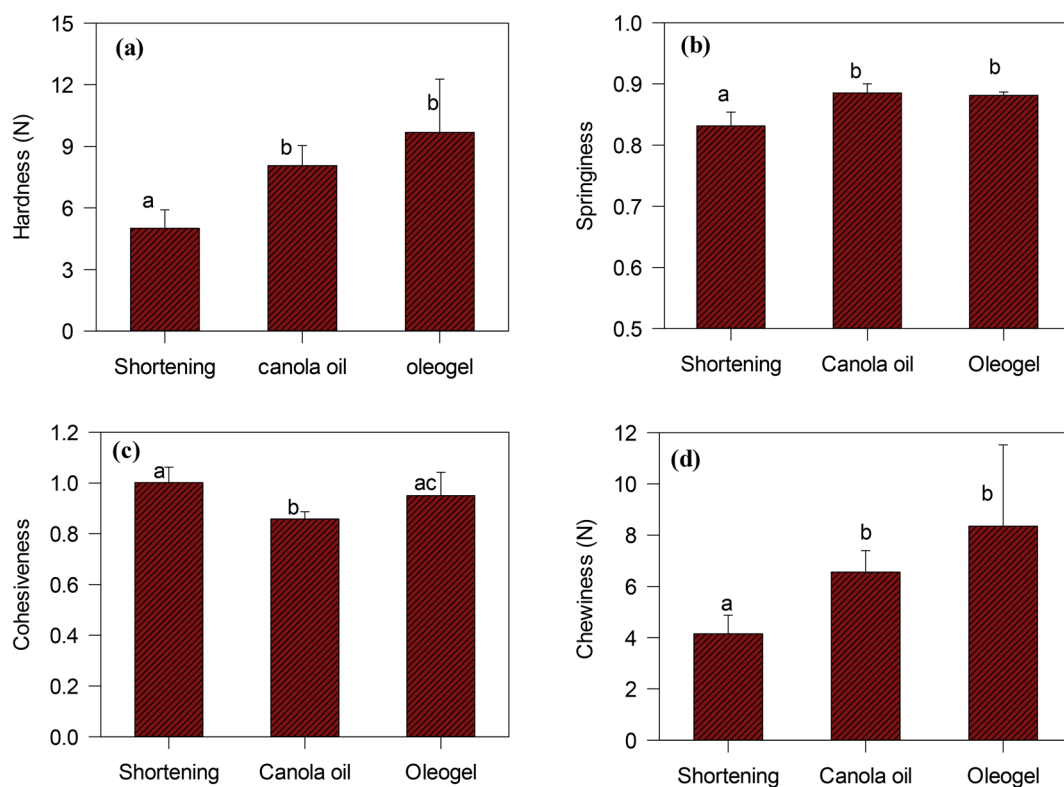 (a)
Hardness (N)
15
12
9
6
3
0
a
b
b
Shortening canola oil oleogel
(b)
Springiness
1.0
0.9
0.8
0.7
0.6
0.5
a
b
b
Shortening Canola oil Oleogel
(c)
Cohesiveness
1.2
1.0
0.8
0.6
0.4
0.2
0.0
a
b
ac
Shortening Canola oil Oleogel
(d)
Chewiness (N)
12
10
8
6
4
2
0
a
b
b
Shortening Canola oil Oleogel